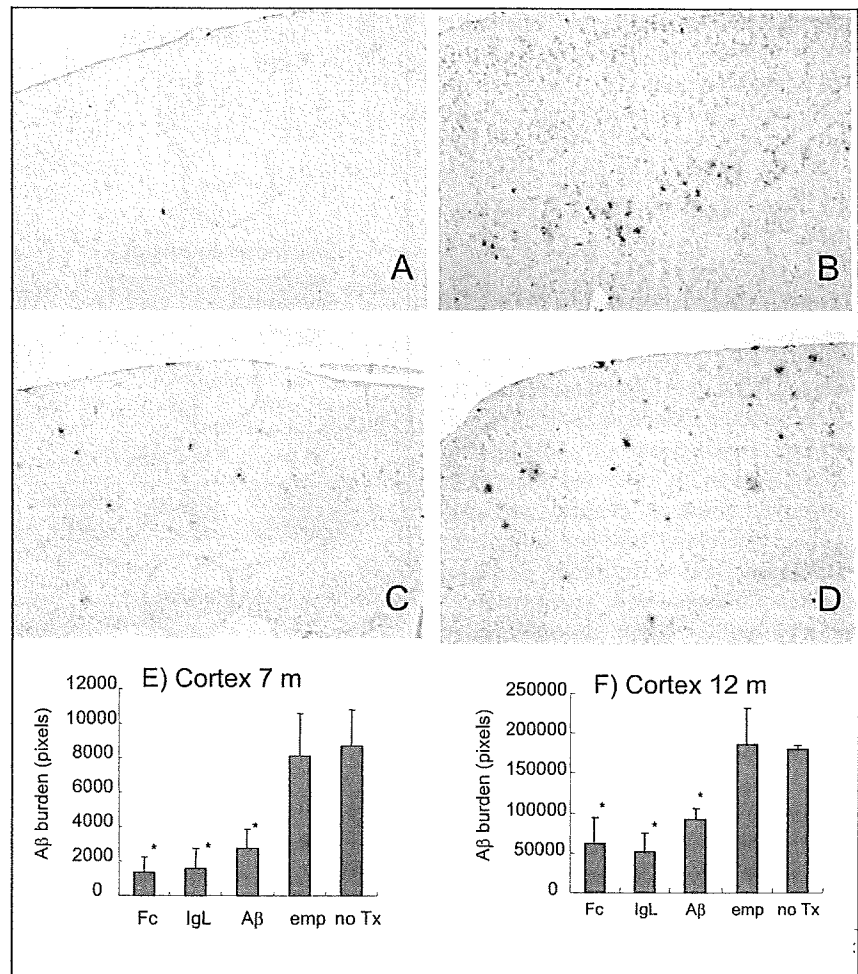 A
B
C
D
E) Cortex 7 m
Aβ burden (pixels)
12000
10000
8000
6000
4000
2000
0
*
*
*
Fc IgL Aβ emp no Tx
F) Cortex 12 m
Aβ burden (pixels)
250000
200000
150000
100000
50000
0
*
*
*
Fc IgL Aβ emp no Tx